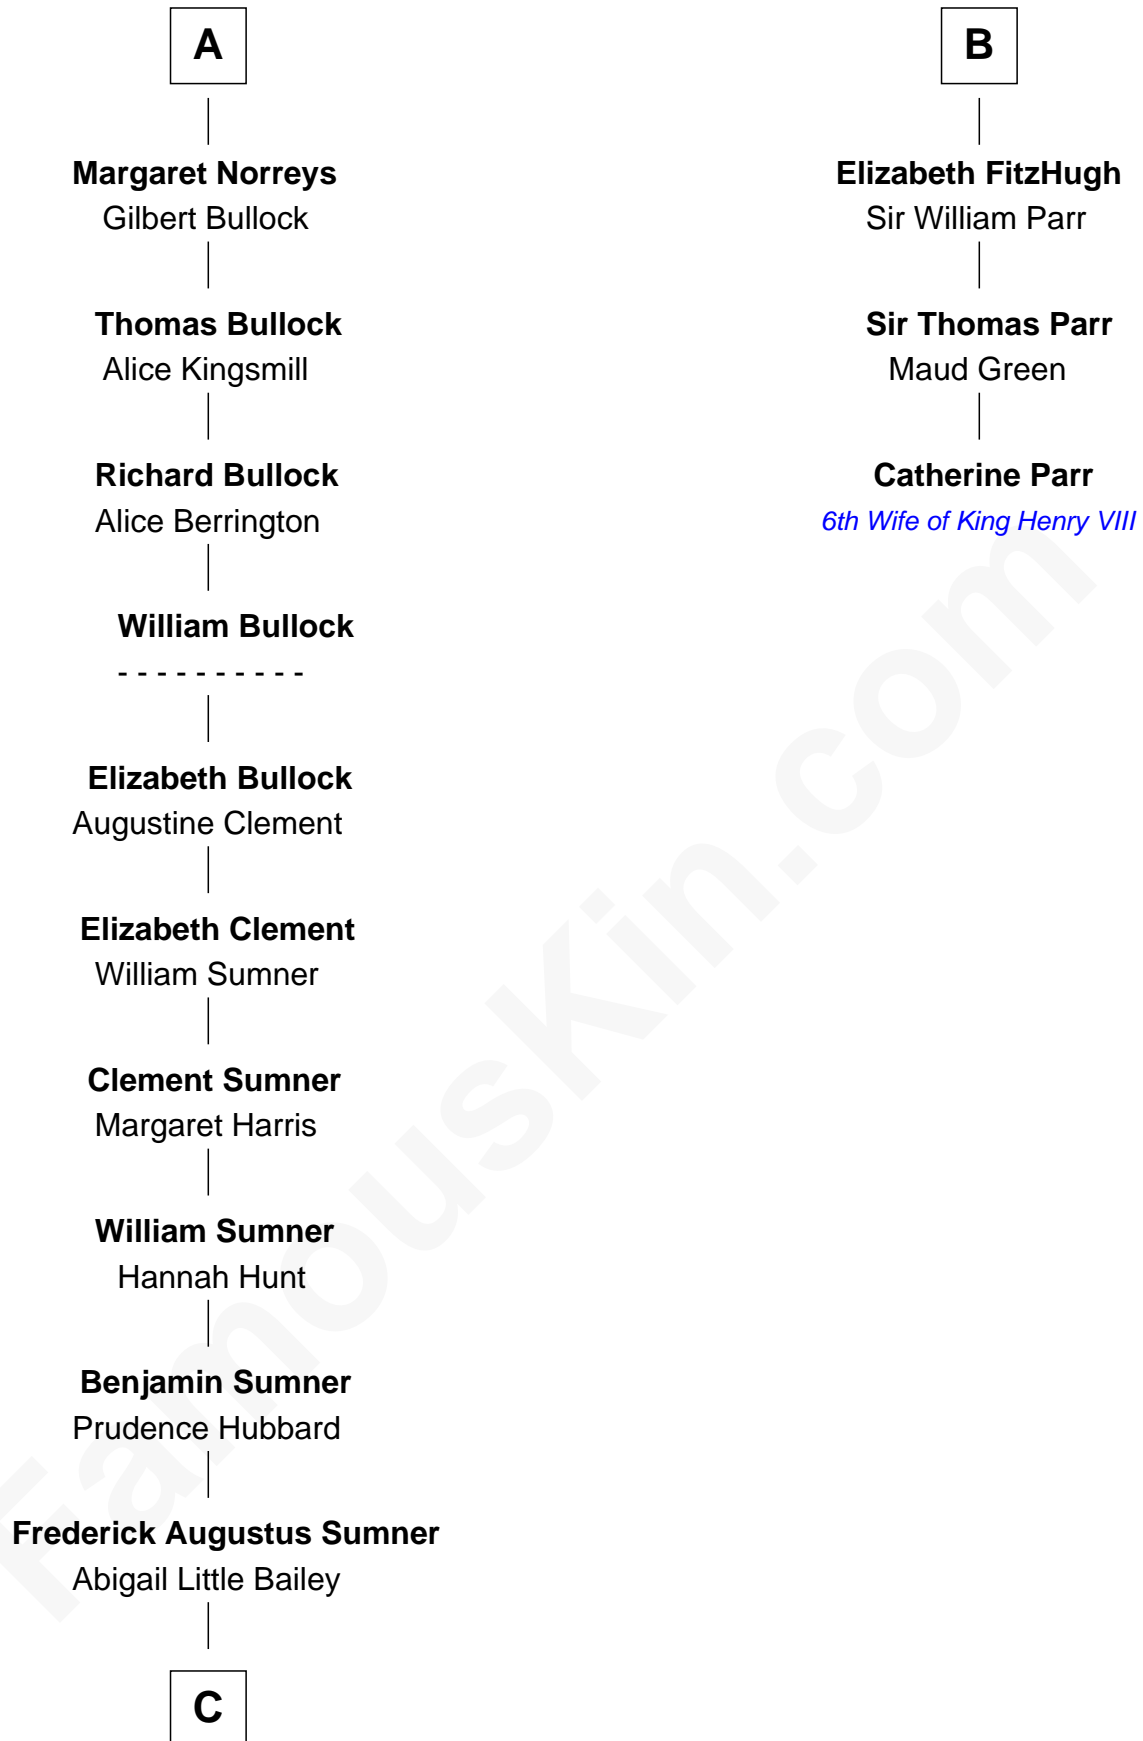 A
Margaret Norreys
Gilbert Bullock
Thomas Bullock
Alice Kingsmill
Richard Bullock
Alice Berrington
William Bullock
- - - - - - - - - -
Elizabeth Bullock
Augustine Clement
Elizabeth Clement
William Sumner
Clement Sumner
Margaret Harris
William Sumner
Hannah Hunt
Benjamin Sumner
Prudence Hubbard
Frederick Augustus Sumner
Abigail Little Bailey
C
B
Elizabeth FitzHugh
Sir William Parr
Sir Thomas Parr
Maud Green
Catherine Parr
6th Wife of King Henry VIII
FamousKin.com